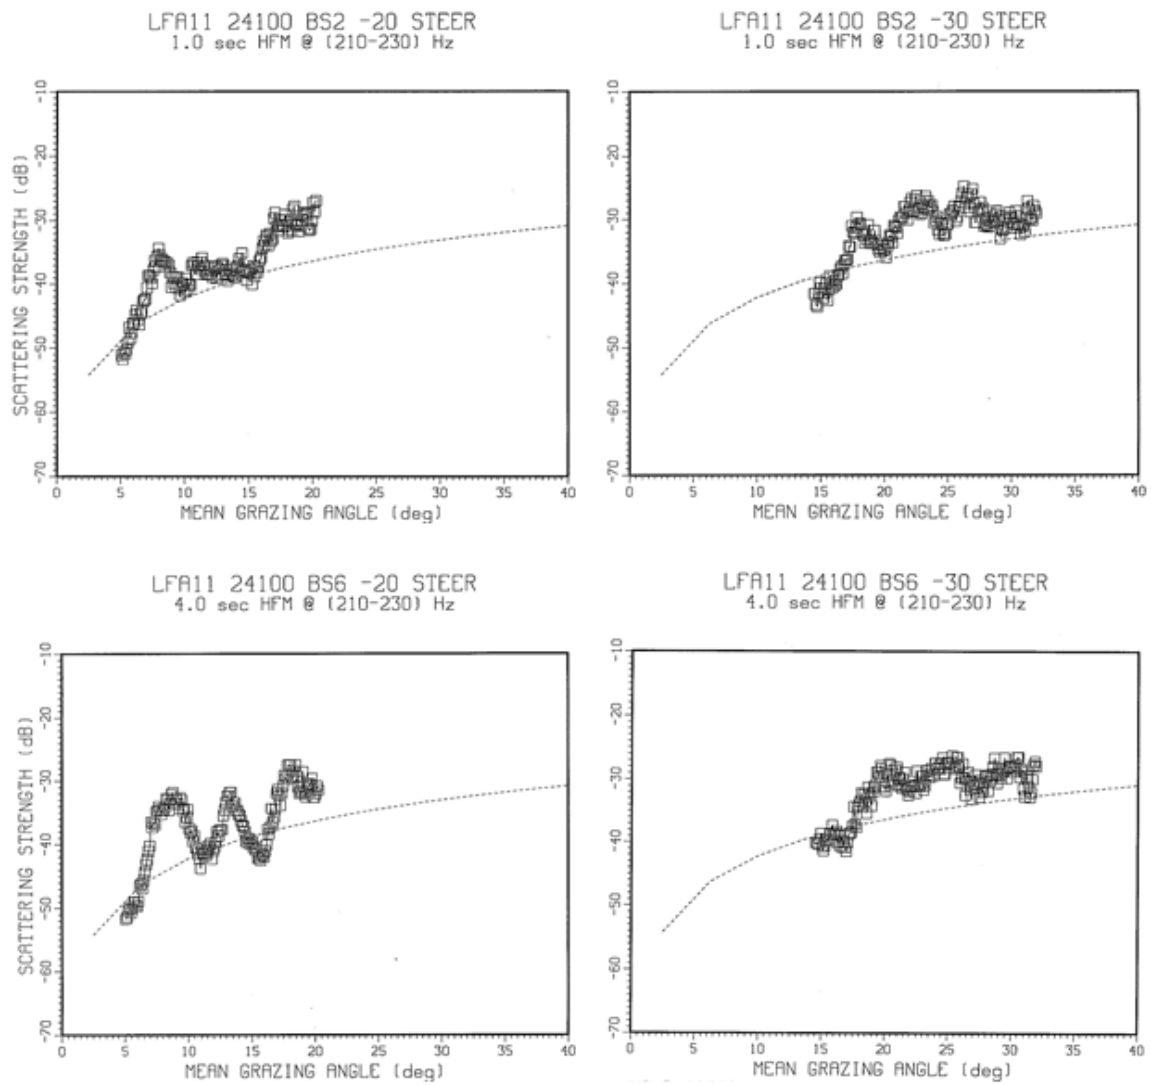 LFA11 24100 BS2 -20 STEER
1.0 sec HFM @ (210-230) Hz
SCATTERING STRENGTH (dB)
-10
-20
-30
-40
-50
-60
-70
0 5 10 15 20 25 30 35 40
MEAN GRAZING ANGLE (deg)
LFA11 24100 BS2 -30 STEER
1.0 sec HFM @ (210-230) Hz
-10
-20
-30
-40
-50
-60
-70
0 5 10 15 20 25 30 35 40
MEAN GRAZING ANGLE (deg)
LFA11 24100 BS6 -20 STEER
4.0 sec HFM @ (210-230) Hz
SCATTERING STRENGTH (dB)
-10
-20
-30
-40
-50
-60
-70
0 5 10 15 20 25 30 35 40
MEAN GRAZING ANGLE (deg)
LFA11 24100 BS6 -30 STEER
4.0 sec HFM @ (210-230) Hz
-10
-20
-30
-40
-50
-60
-70
0 5 10 15 20 25 30 35 40
MEAN GRAZING ANGLE (deg)